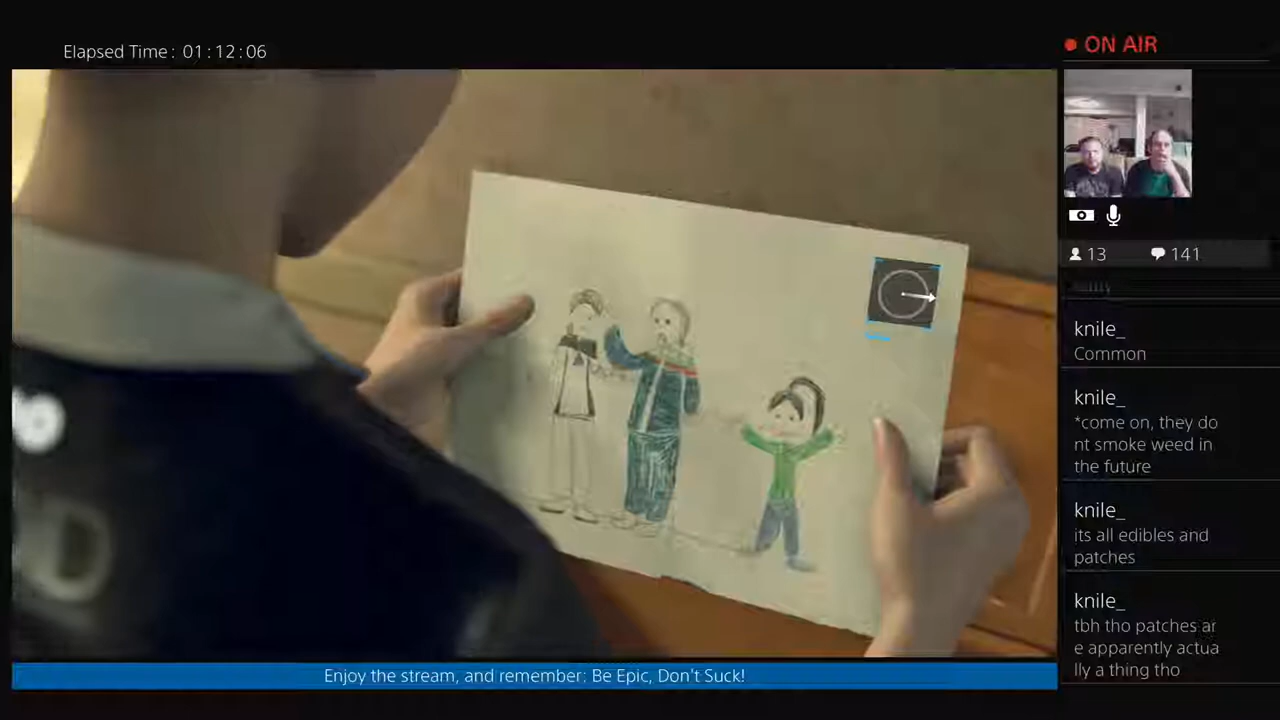 Elapsed Time: 01:12:06
ON AIR
13
141
knile_
Common
knile_
*come on, they do
nt smoke weed in
the future
knile_
its all edibles and
patches
knile_
tbh tho patches ar
e apparently actua
lly a thing tho
Enjoy the stream, and remember: Be Epic, Don't Suck!